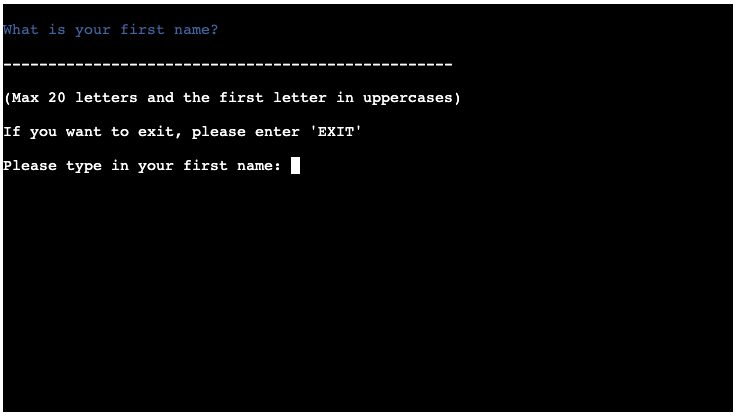 What is your first name?
--------------------------------------------------
(Max 20 letters and the first letter in uppercases)
If you want to exit, please enter 'EXIT'
Please type in your first name: